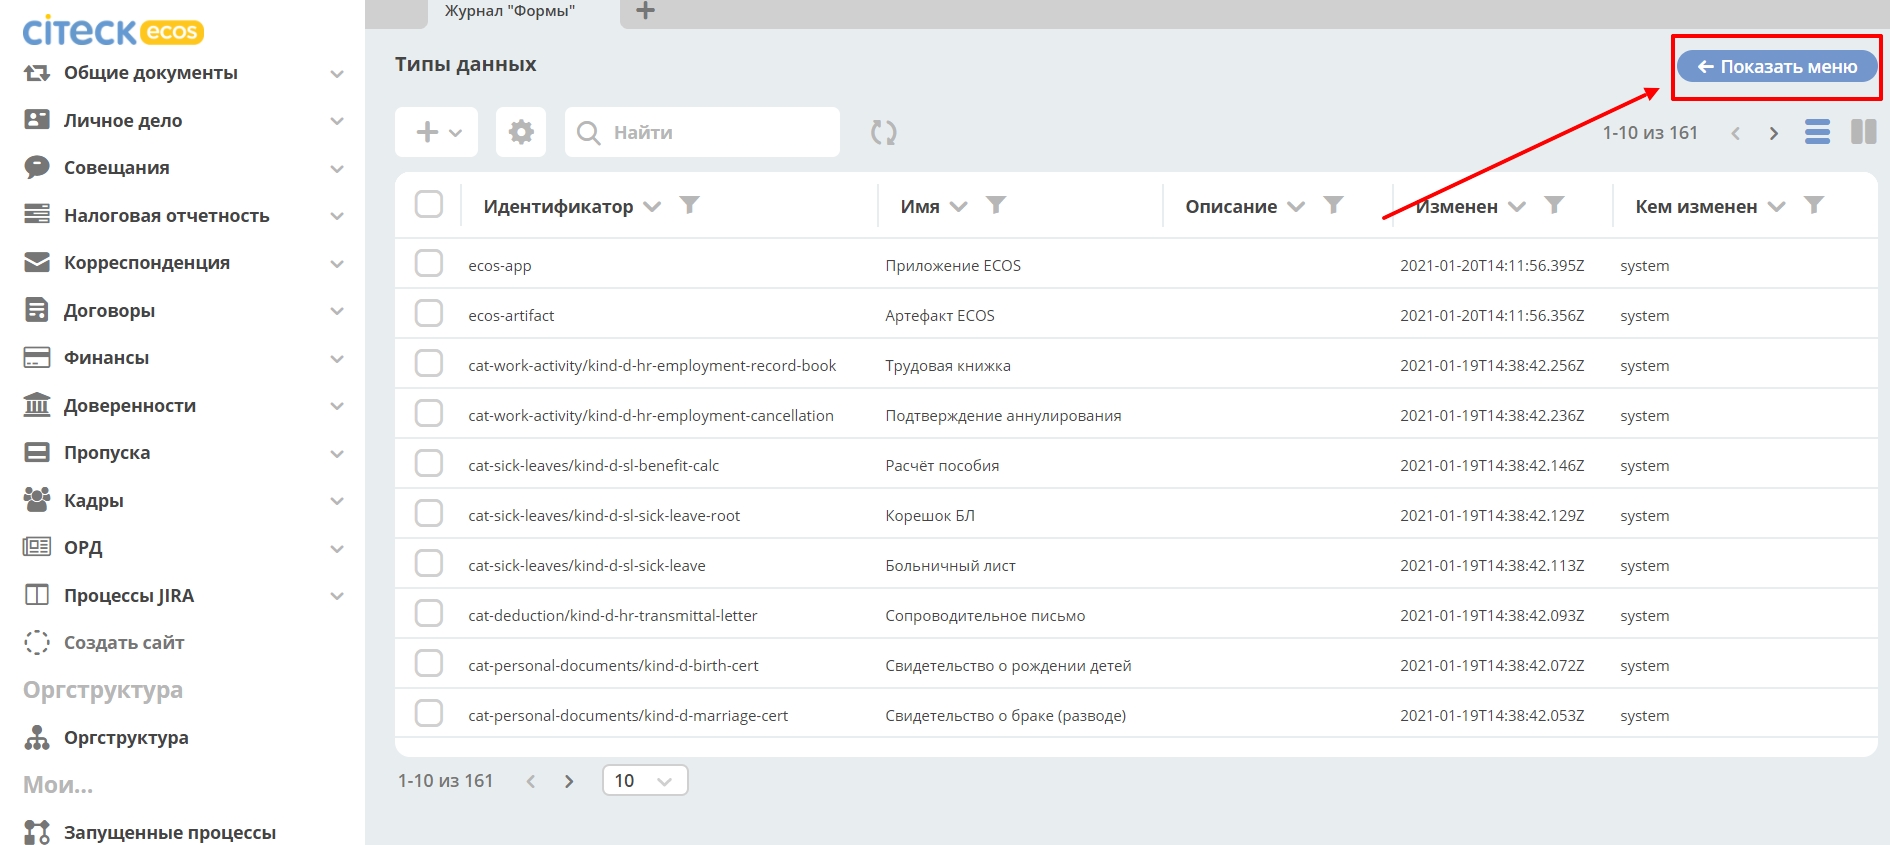 citeck ecos
Общие документы
Личное дело
Совещания
Налоговая отчетность
Корреспонденция
Договоры
Финансы
Доверенности
Пропуска
Кадры
ОРД
Процессы JIRA
Создать сайт
Оргструктура
Оргструктура
Мои...
Запущенные процессы
Журнал "Формы"
Типы данных
Показать меню
Найти
1-10 из 161
Идентификатор Имя Описание Изменен Кем изменен
ecos-app Приложение ECOS 2021-01-20T14:11:56.395Z system
ecos-artifact Артефакт ECOS 2021-01-20T14:11:56.356Z system
cat-work-activity/kind-d-hr-employment-record-book Трудовая книжка 2021-01-19T14:38:42.256Z system
cat-work-activity/kind-d-hr-employment-cancellation Подтверждение аннулирования 2021-01-19T14:38:42.236Z system
cat-sick-leaves/kind-d-sl-benefit-calc Расчёт пособия 2021-01-19T14:38:42.146Z system
cat-sick-leaves/kind-d-sl-sick-leave-root Корешок БЛ 2021-01-19T14:38:42.129Z system
cat-sick-leaves/kind-d-sl-sick-leave Больничный лист 2021-01-19T14:38:42.113Z system
cat-deduction/kind-d-hr-transmittal-letter Сопроводительное письмо 2021-01-19T14:38:42.093Z system
cat-personal-documents/kind-d-birth-cert Свидетельство о рождении детей 2021-01-19T14:38:42.072Z system
cat-personal-documents/kind-d-marriage-cert Свидетельство о браке (разводе) 2021-01-19T14:38:42.053Z system
1-10 из 161 10